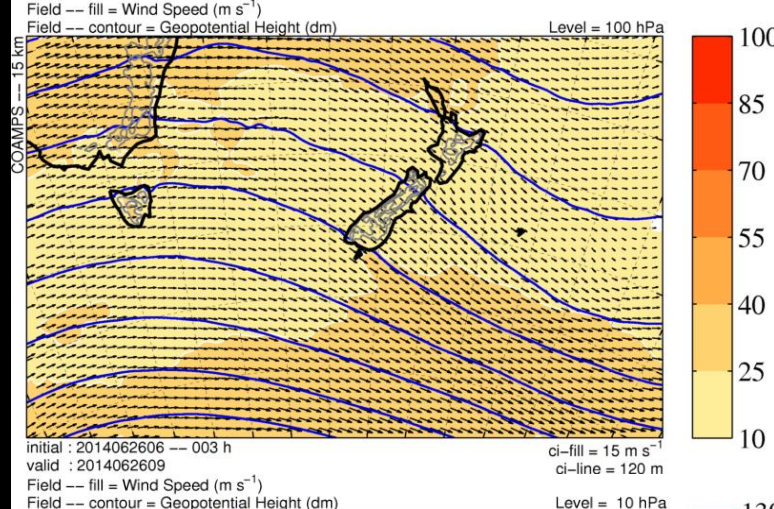 Field -- fill = Wind Speed (m s⁻¹)
Field -- contour = Geopotential Height (dm)
Level = 100 hPa
COAMPS -- 15 km
100
85
70
55
40
25
10
initial : 2014062606 -- 003 h
valid : 2014062609
ci-fill = 15 m s⁻¹
ci-line = 120 m
Field -- fill = Wind Speed (m s⁻¹)
Field -- contour = Geopotential Height (dm)
Level = 10 hPa